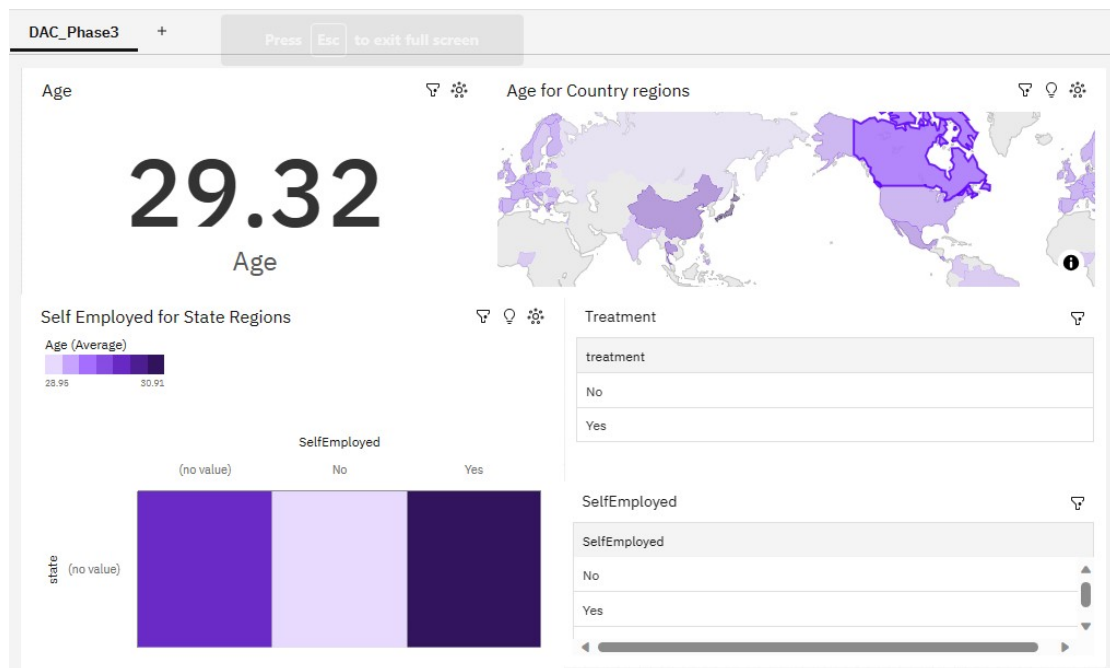 DAC_Phase3 +
Press Esc to exit full screen
Age
29.32
Age
Age for Country regions
Self Employed for State Regions
Age (Average)
28.95 30.91
SelfEmployed
(no value) No Yes
state
(no value)
Treatment
treatment
No
Yes
SelfEmployed
SelfEmployed
No
Yes